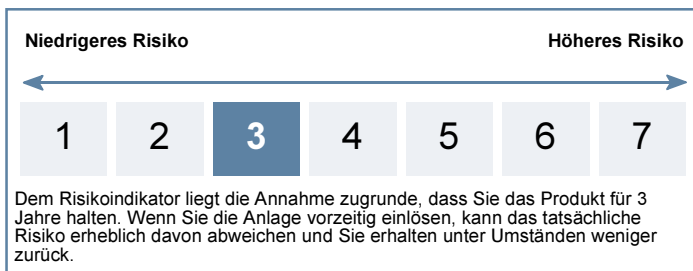 Niedrigeres Risiko Höheres Risiko
1 2 3 4 5 6 7
Dem Risikoindikator liegt die Annahme zugrunde, dass Sie das Produkt für 3
Jahre halten. Wenn Sie die Anlage vorzeitig einlösen, kann das tatsächliche
Risiko erheblich davon abweichen und Sie erhalten unter Umständen weniger
zurück.